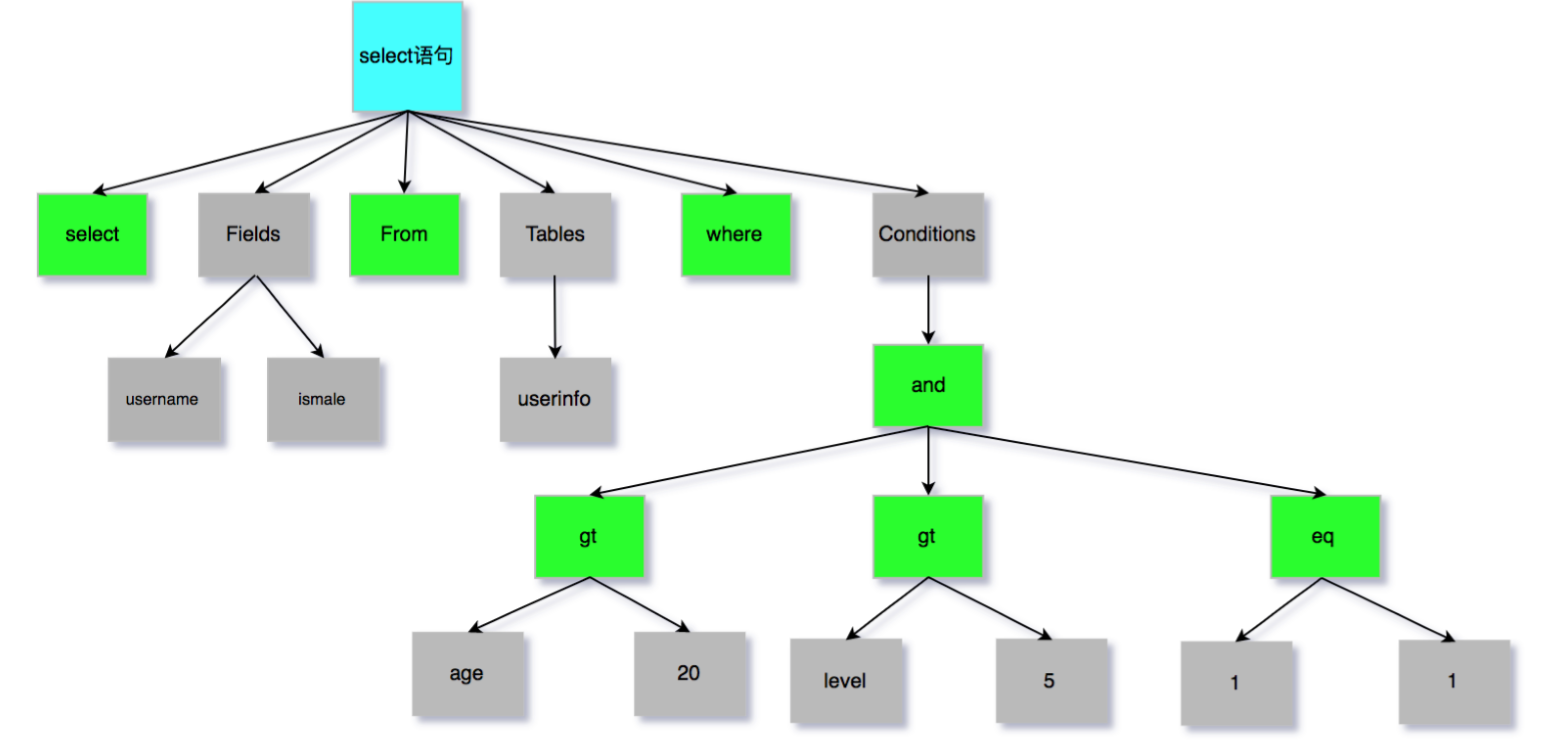 select语句
select
Fields
From
Tables
where
Conditions
username
ismale
userinfo
and
gt
gt
eq
age
20
level
5
1
1